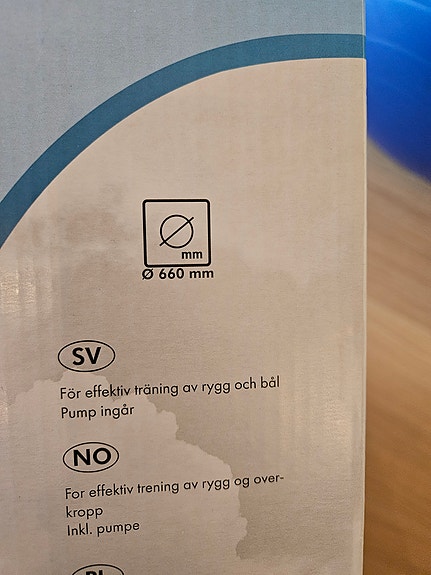 mm
Ø 660 mm
SV
För effektiv träning av rygg och bål
Pump ingår
NO
For effektiv trening av rygg og over-
kropp
Inkl. pumpe